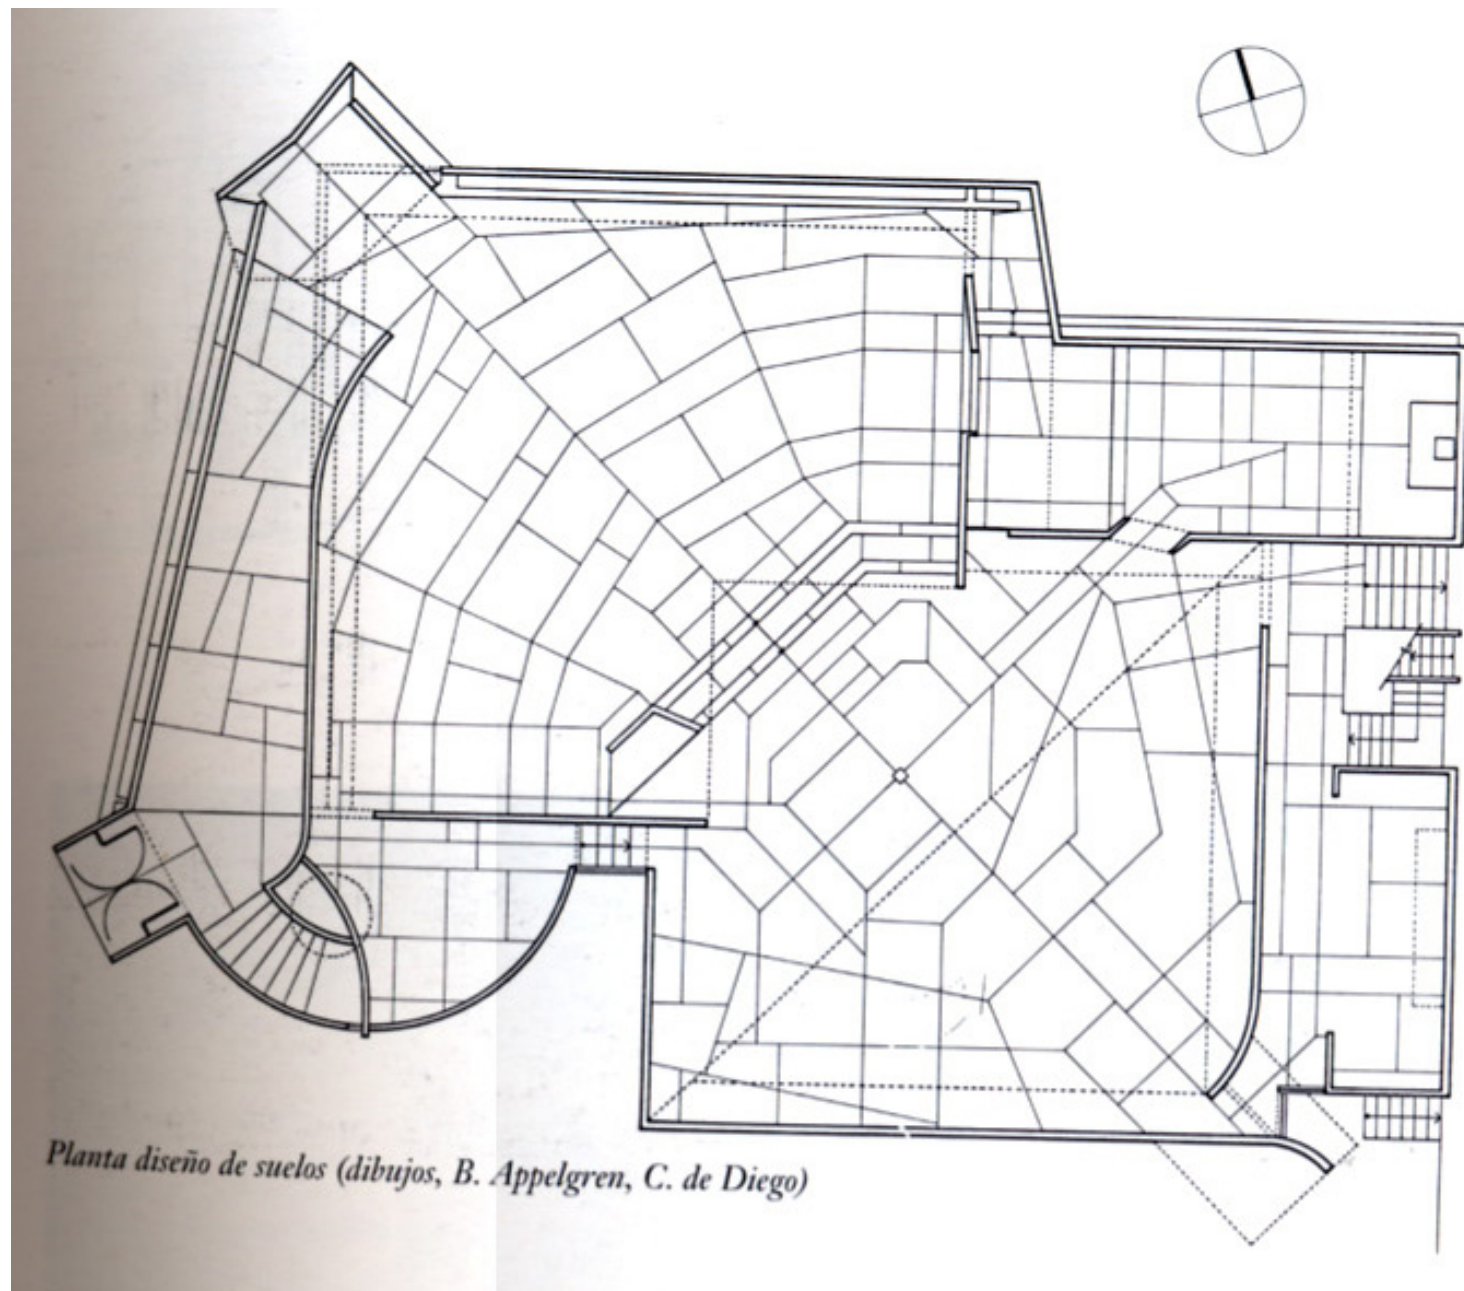 Planta diseño de suelos (dibujos, B. Appelgren, C. de Diego)